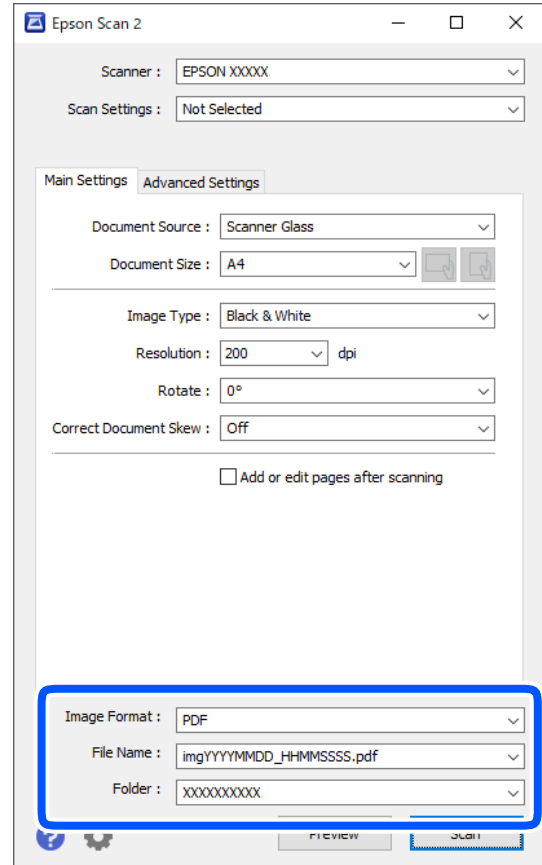 Epson Scan 2
Scanner : EPSON XXXXX
Scan Settings : Not Selected
Main Settings Advanced Settings
Document Source : Scanner Glass
Document Size : A4
Image Type : Black & White
Resolution : 200 dpi
Rotate : 0°
Correct Document Skew : Off
Add or edit pages after scanning
Image Format : PDF
File Name : imgYYYYMMDD_HHMMSSSS.pdf
Folder : XXXXXXXXXX
? Preview Scan